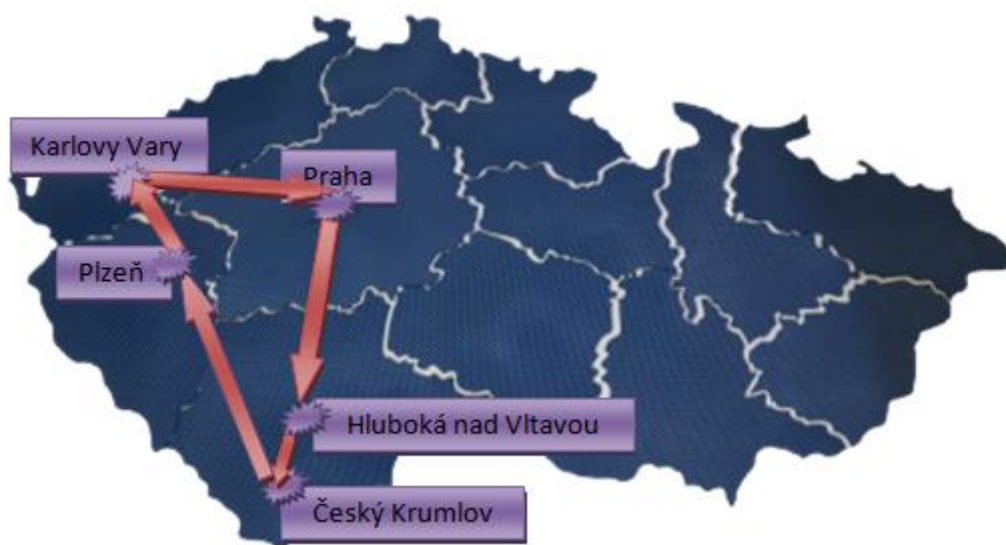 Karlovy Vary
Praha
Plzeň
Hluboká nad Vltavou
Český Krumlov